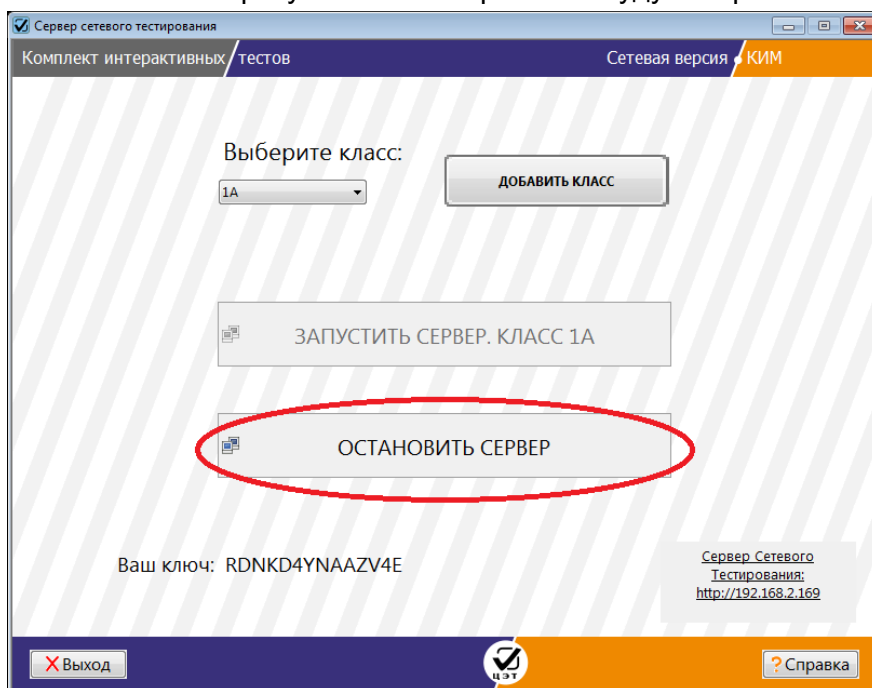 Сервер сетевого тестирования
Комплект интерактивных тестов
Сетевая версия КИМ
Выберите класс:
1А
ДОБАВИТЬ КЛАСС
ЗАПУСТИТЬ СЕРВЕР. КЛАСС 1А
ОСТАНОВИТЬ СЕРВЕР
Ваш ключ: RDNKD4YNAAZV4E
Сервер Сетевого
Тестирования:
http://192.168.2.169
Выход
ЦЭТ
? Справка